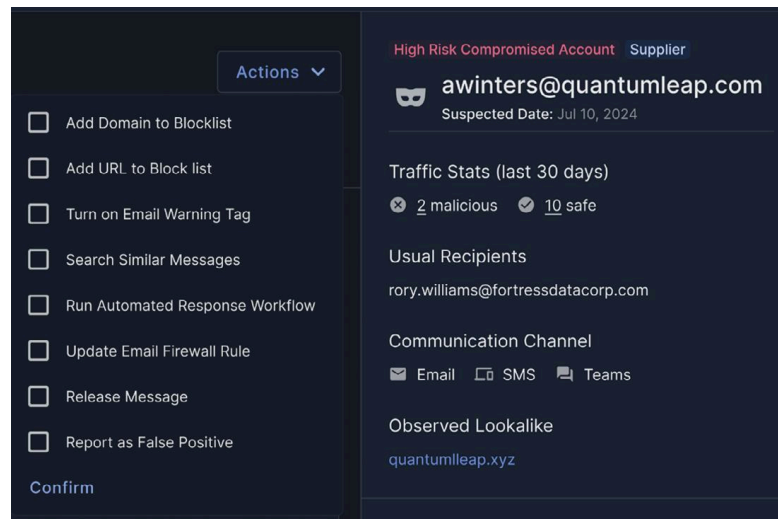 Actions
Add Domain to Blocklist
Add URL to Block list
Turn on Email Warning Tag
Search Similar Messages
Run Automated Response Workflow
Update Email Firewall Rule
Release Message
Report as False Positive
Confirm
High Risk Compromised Account Supplier
awinters@quantumleap.com
Suspected Date: Jul 10, 2024
Traffic Stats (last 30 days)
2 malicious 10 safe
Usual Recipients
rory.williams@fortressdatacorp.com
Communication Channel
Email SMS Teams
Observed Lookalike
quantumlleap.xyz